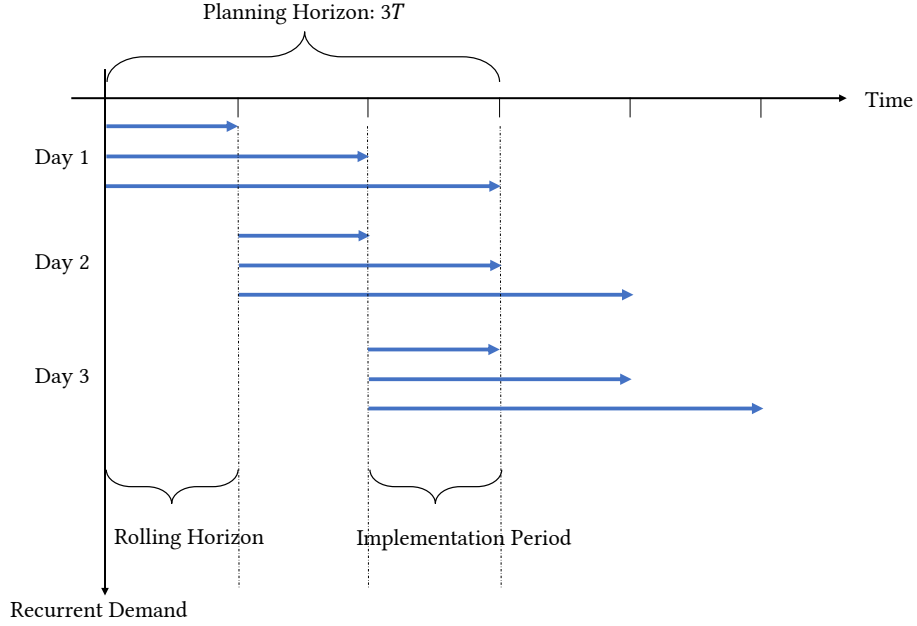 Planning Horizon: 3T
Time
Day 1
Day 2
Day 3
Rolling Horizon
Implementation Period
Recurrent Demand